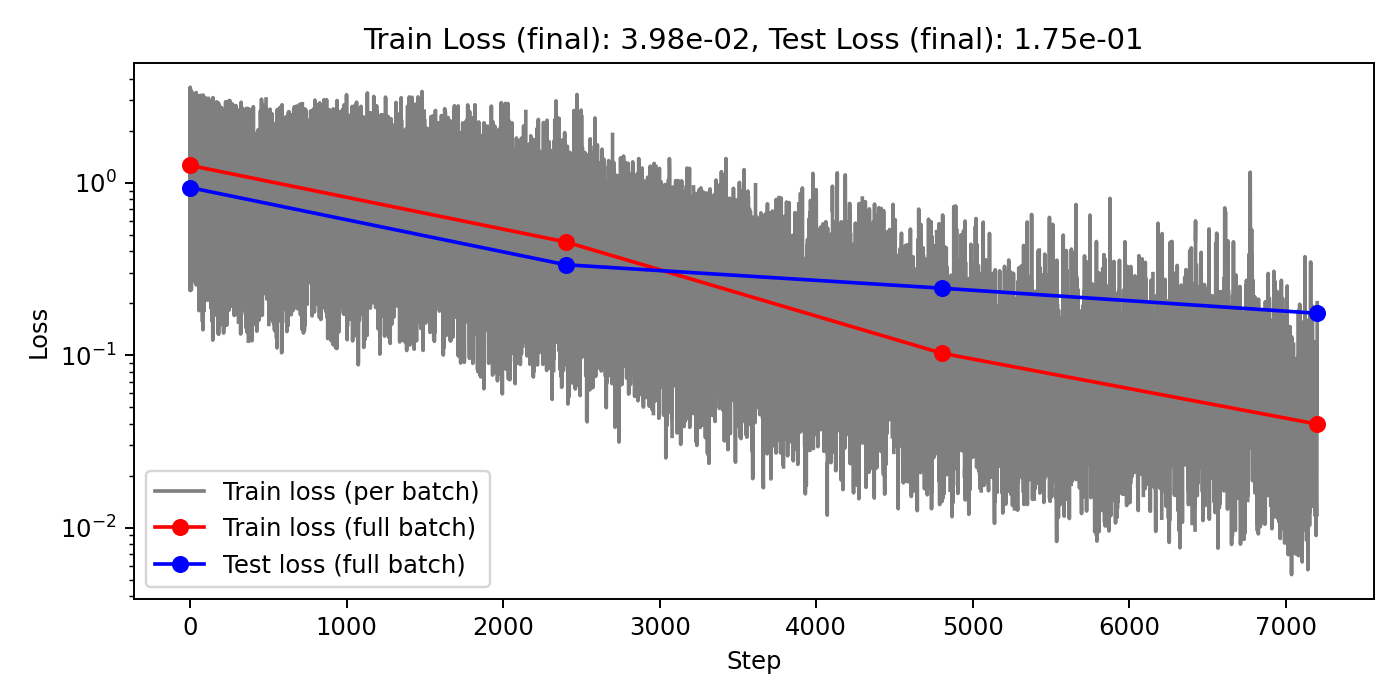 Train Loss (final): 3.98e-02, Test Loss (final): 1.75e-01
Loss
10⁰
10⁻¹
10⁻²
Train loss (per batch)
Train loss (full batch)
Test loss (full batch)
0 1000 2000 3000 4000 5000 6000 7000
Step